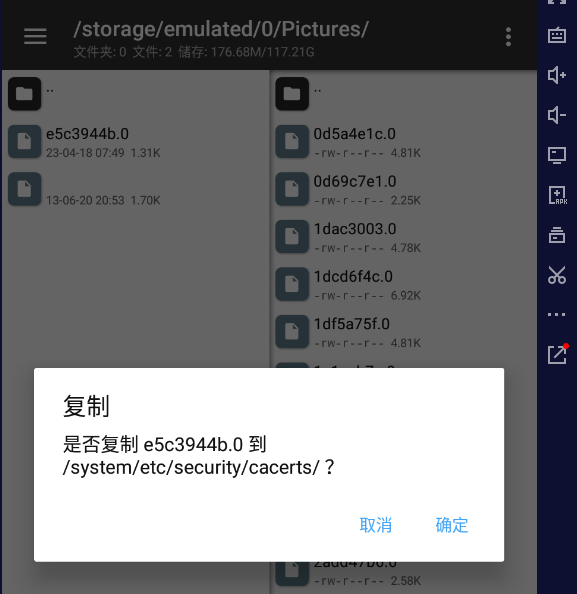 /storage/emulated/0/Pictures/
文件夹: 0 文件: 2 储存: 176.68M/117.21G
..
e5c3944b.0
23-04-18 07:49 1.31K
13-06-20 20:53 1.70K
..
0d5a4e1c.0
-rw-r--r-- 4.81K
0d69c7e1.0
-rw-r--r-- 2.25K
1dac3003.0
-rw-r--r-- 4.78K
1dcd6f4c.0
-rw-r--r-- 6.92K
1df5a75f.0
-rw-r--r-- 4.81K
复制
是否复制 e5c3944b.0 到
/system/etc/security/cacerts/ ?
取消
确定
-rw-r--r-- 2.58K
APK